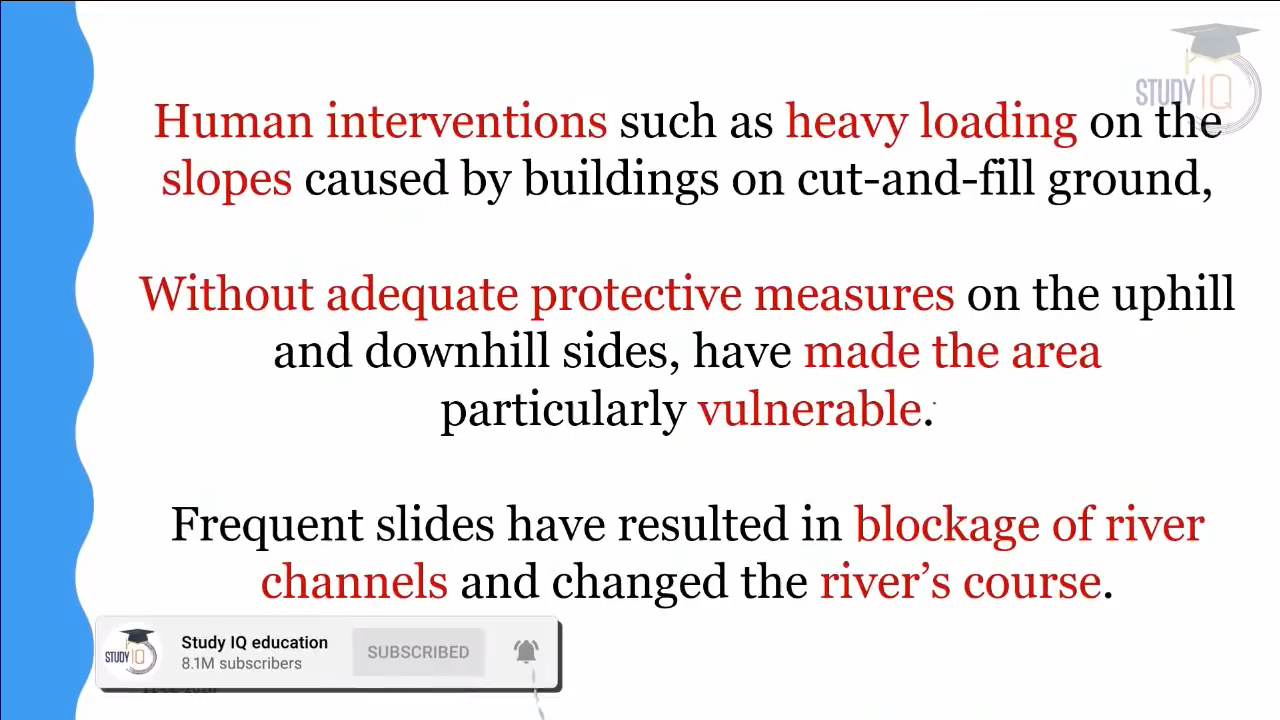 STUDY IQ
Human interventions such as heavy loading on the
slopes caused by buildings on cut-and-fill ground,
Without adequate protective measures on the uphill
and downhill sides, have made the area
particularly vulnerable.
Frequent slides have resulted in blockage of river
channels and changed the river’s course.
STUDY IQ
Study IQ education
8.1M subscribers
SUBSCRIBED